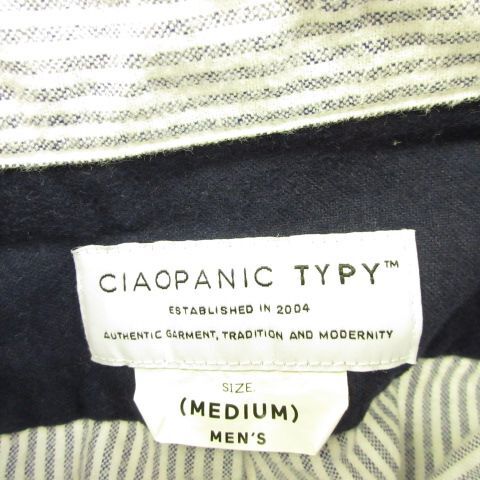 CIAOPANIC TYPY™
ESTABLISHED IN 2004
AUTHENTIC GARMENT, TRADITION AND MODERNITY
SIZE
(MEDIUM)
MEN'S